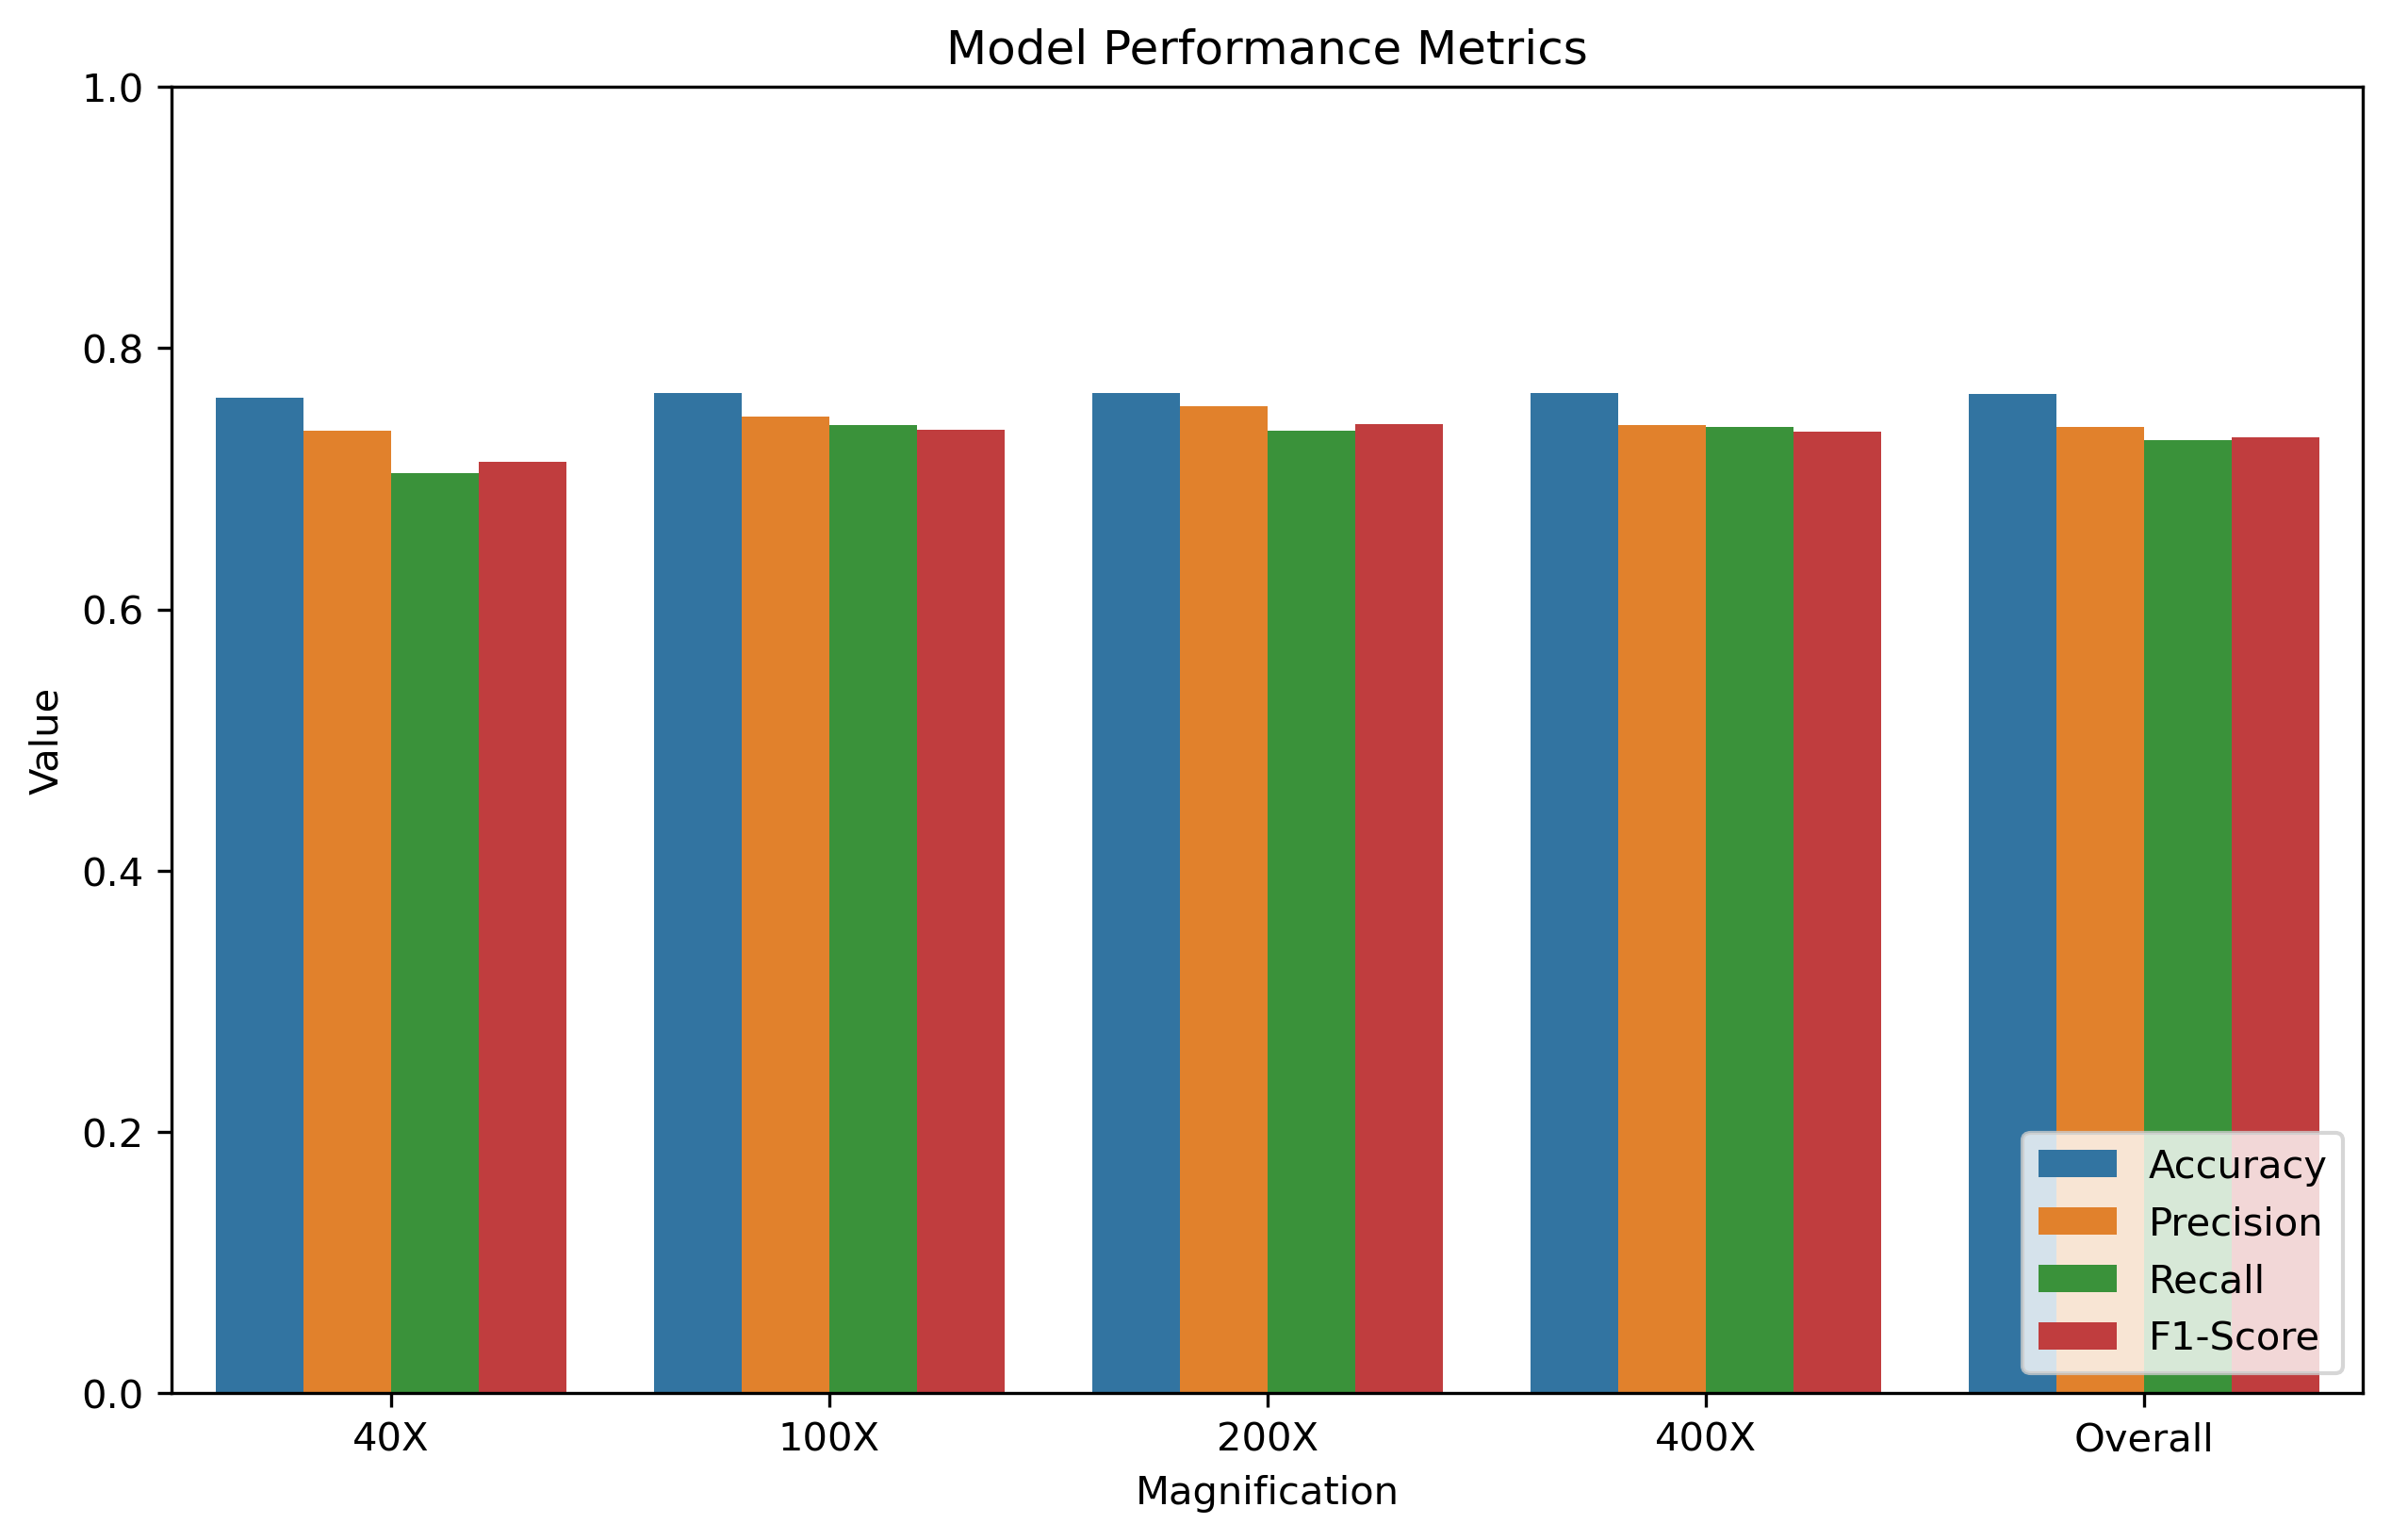 Model Performance Metrics
1.0
0.8
0.6
0.4
0.2
0.0
Value
40X
100X
200X
400X
Overall
Magnification
Accuracy
Precision
Recall
F1-Score